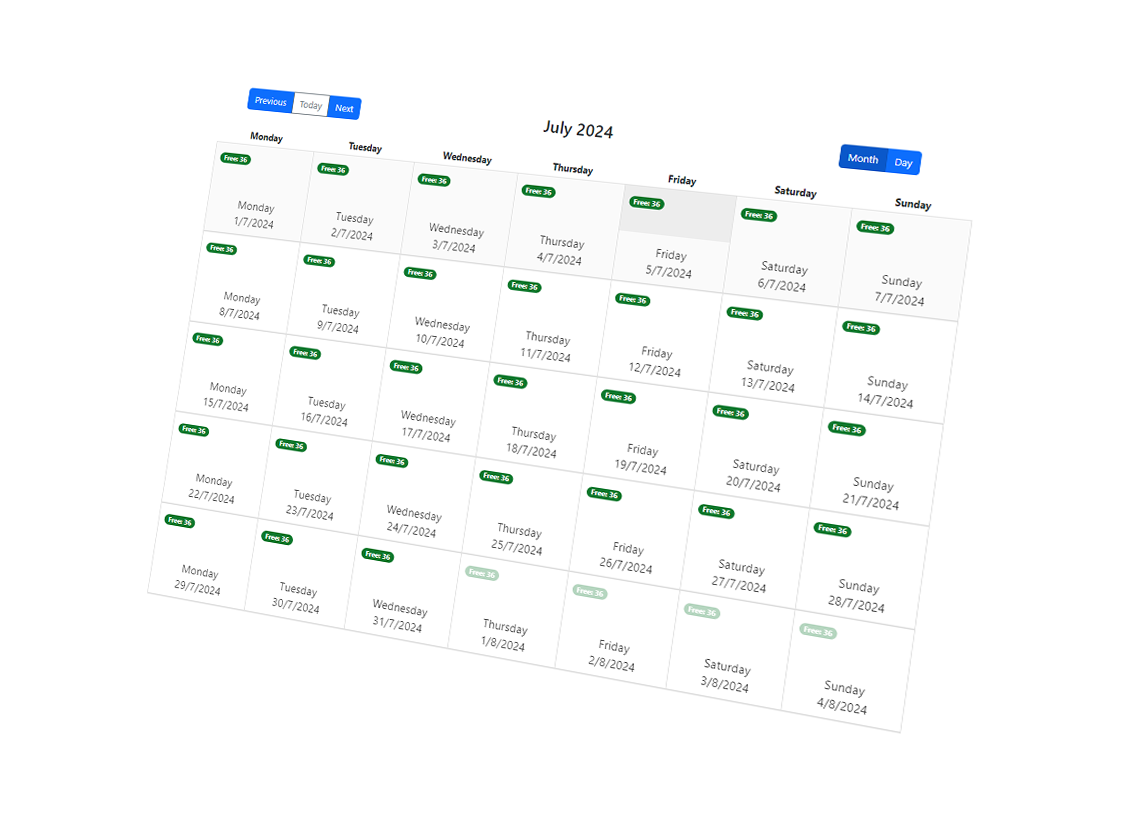 Previous Today Next
July 2024
Month Day
Monday Tuesday Wednesday Thursday Friday Saturday Sunday
Free: 36 Free: 36 Free: 36 Free: 36 Free: 36 Free: 36 Free: 36
Monday Tuesday Wednesday Thursday Friday Saturday Sunday
1/7/2024 2/7/2024 3/7/2024 4/7/2024 5/7/2024 6/7/2024 7/7/2024
Free: 36 Free: 36 Free: 36 Free: 36 Free: 36 Free: 36 Free: 36
Monday Tuesday Wednesday Thursday Friday Saturday Sunday
8/7/2024 9/7/2024 10/7/2024 11/7/2024 12/7/2024 13/7/2024 14/7/2024
Free: 36 Free: 36 Free: 36 Free: 36 Free: 36 Free: 36 Free: 36
Monday Tuesday Wednesday Thursday Friday Saturday Sunday
15/7/2024 16/7/2024 17/7/2024 18/7/2024 19/7/2024 20/7/2024 21/7/2024
Free: 36 Free: 36 Free: 36 Free: 36 Free: 36 Free: 36 Free: 36
Monday Tuesday Wednesday Thursday Friday Saturday Sunday
22/7/2024 23/7/2024 24/7/2024 25/7/2024 26/7/2024 27/7/2024 28/7/2024
Free: 36 Free: 36 Free: 36 Free: 36 Free: 36 Free: 36 Free: 36
Monday Tuesday Wednesday Thursday Friday Saturday Sunday
29/7/2024 30/7/2024 31/7/2024 1/8/2024 2/8/2024 3/8/2024 4/8/2024